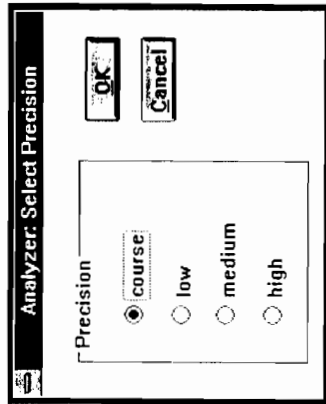 Analyzer: Select Precision
Precision
course
low
medium
high
OK
Cancel